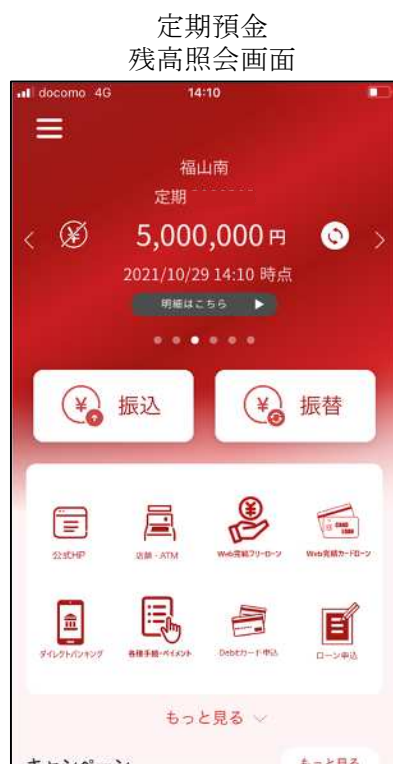 定期預金
残高照会画面
docomo 4G 14:10
福山南
定期 -------
5,000,000 円
2021/10/29 14:10 時点
明細はこちら ▶
振込 振替
公式HP 店舗・ATM Web完結フリーローン Web完結カードローン
ダイレクトバンキング 各種手続・ペイメント Debitカード申込 ローン申込
もっと見る
キャンペーン もっと見る